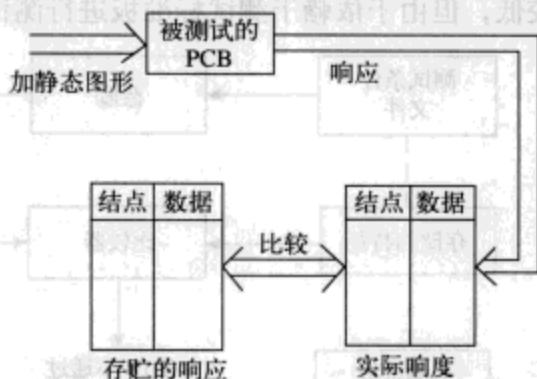 被测试的
PCB
加静态图形
响应
结点 数据
结点 数据
比较
存贮的响应
实际响度